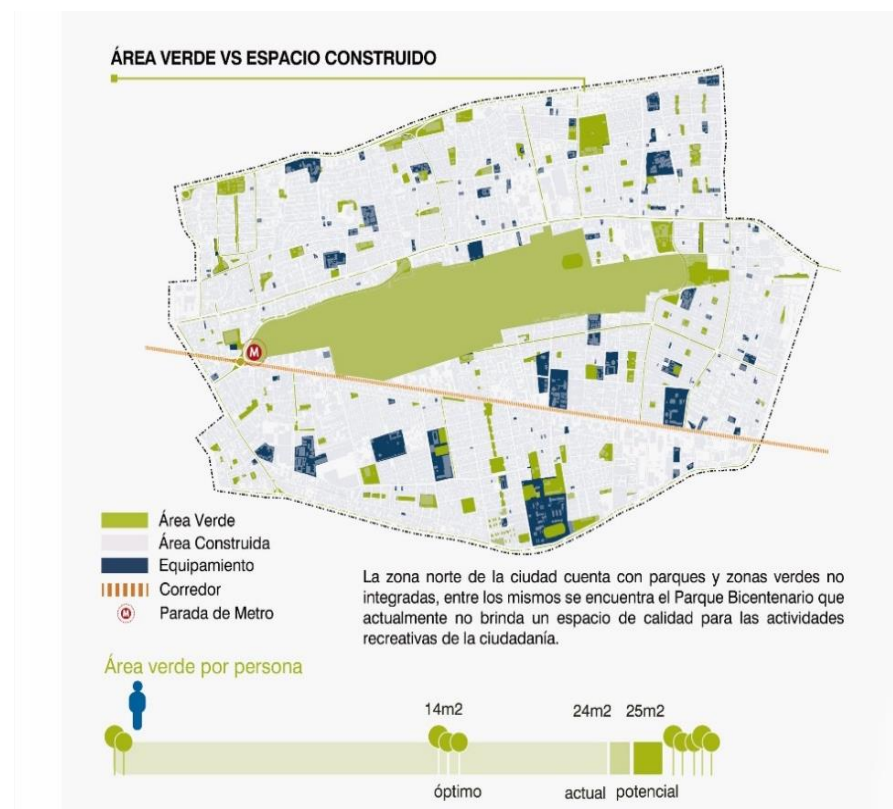 ÁREA VERDE VS ESPACIO CONSTRUIDO
M
Área Verde
Área Construida
Equipamiento
Corredor
M Parada de Metro
La zona norte de la ciudad cuenta con parques y zonas verdes no
integradas, entre los mismos se encuentra el Parque Bicentenario que
actualmente no brinda un espacio de calidad para las actividades
recreativas de la ciudadanía.
Área verde por persona
14m2 24m2 25m2
óptimo actual potencial